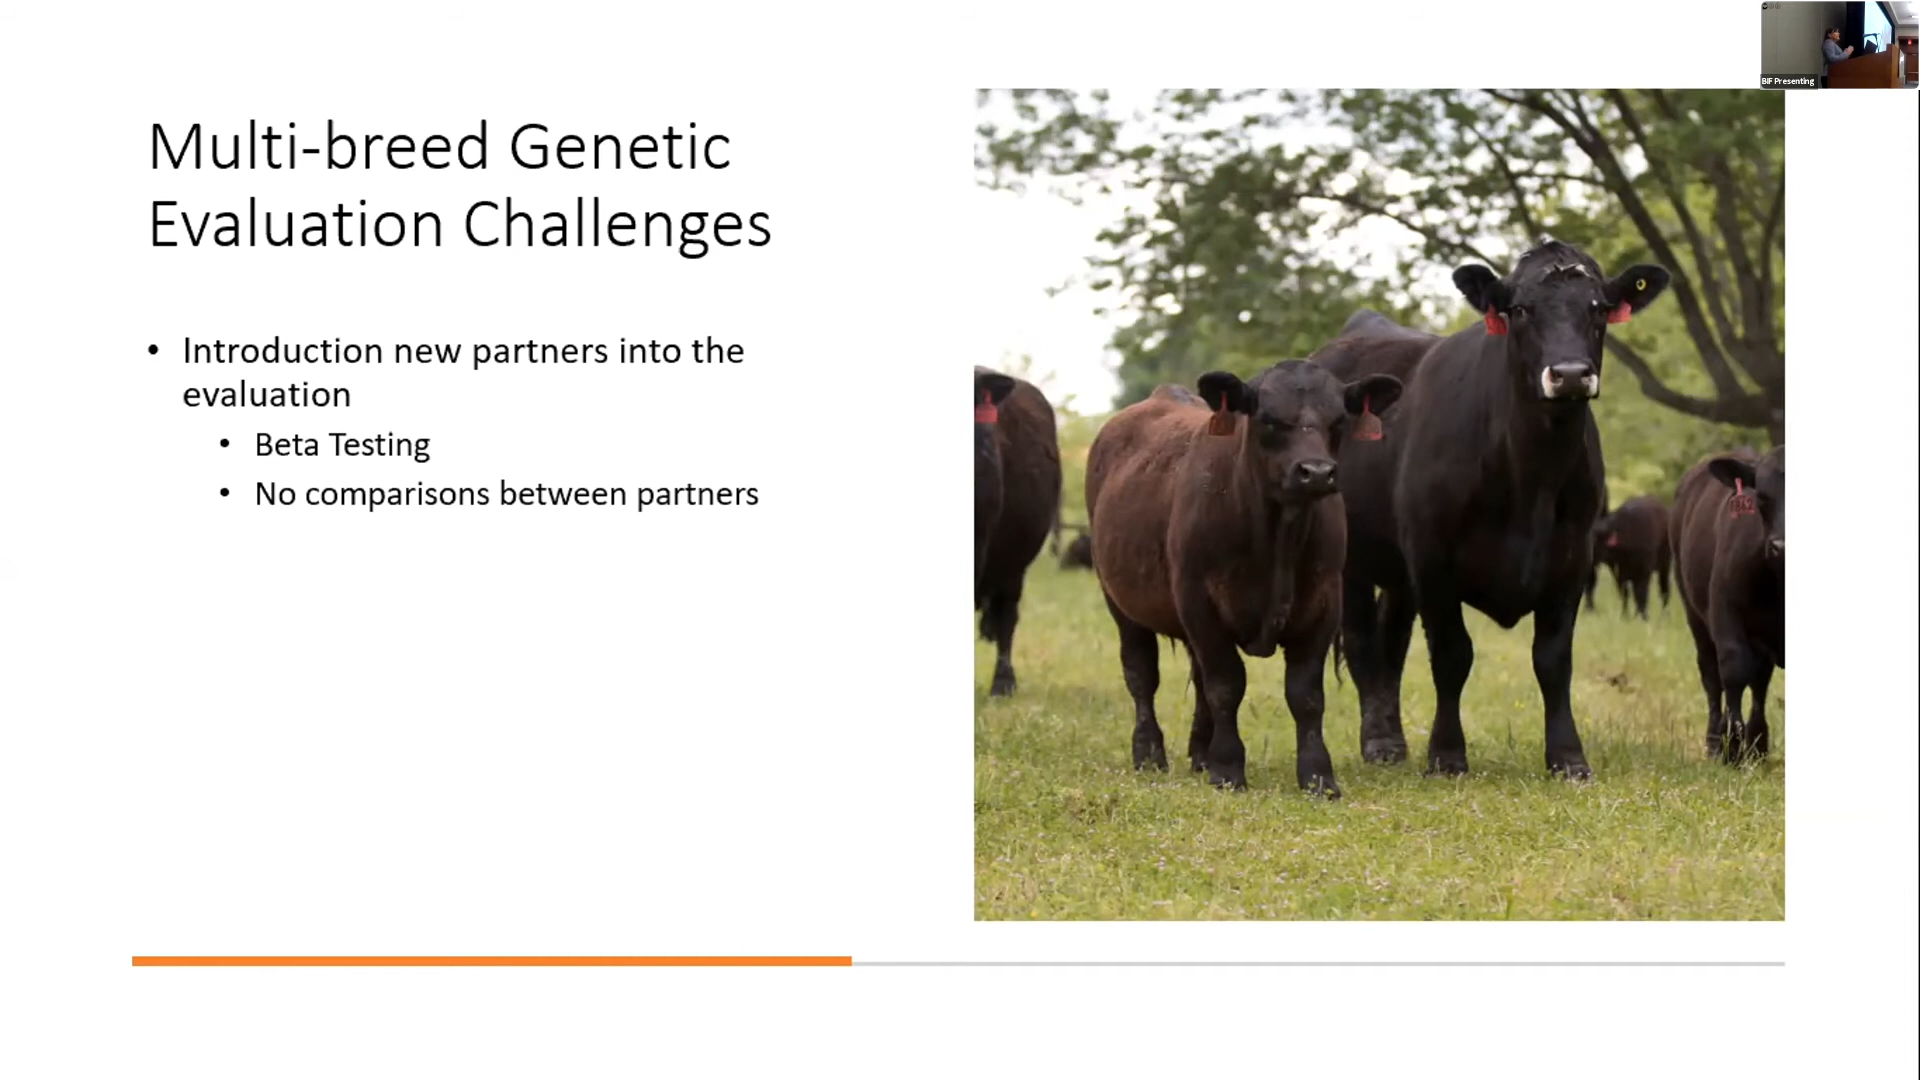 BIF Presenting
Multi-breed Genetic
Evaluation Challenges
• Introduction new partners into the
evaluation
• Beta Testing
• No comparisons between partners